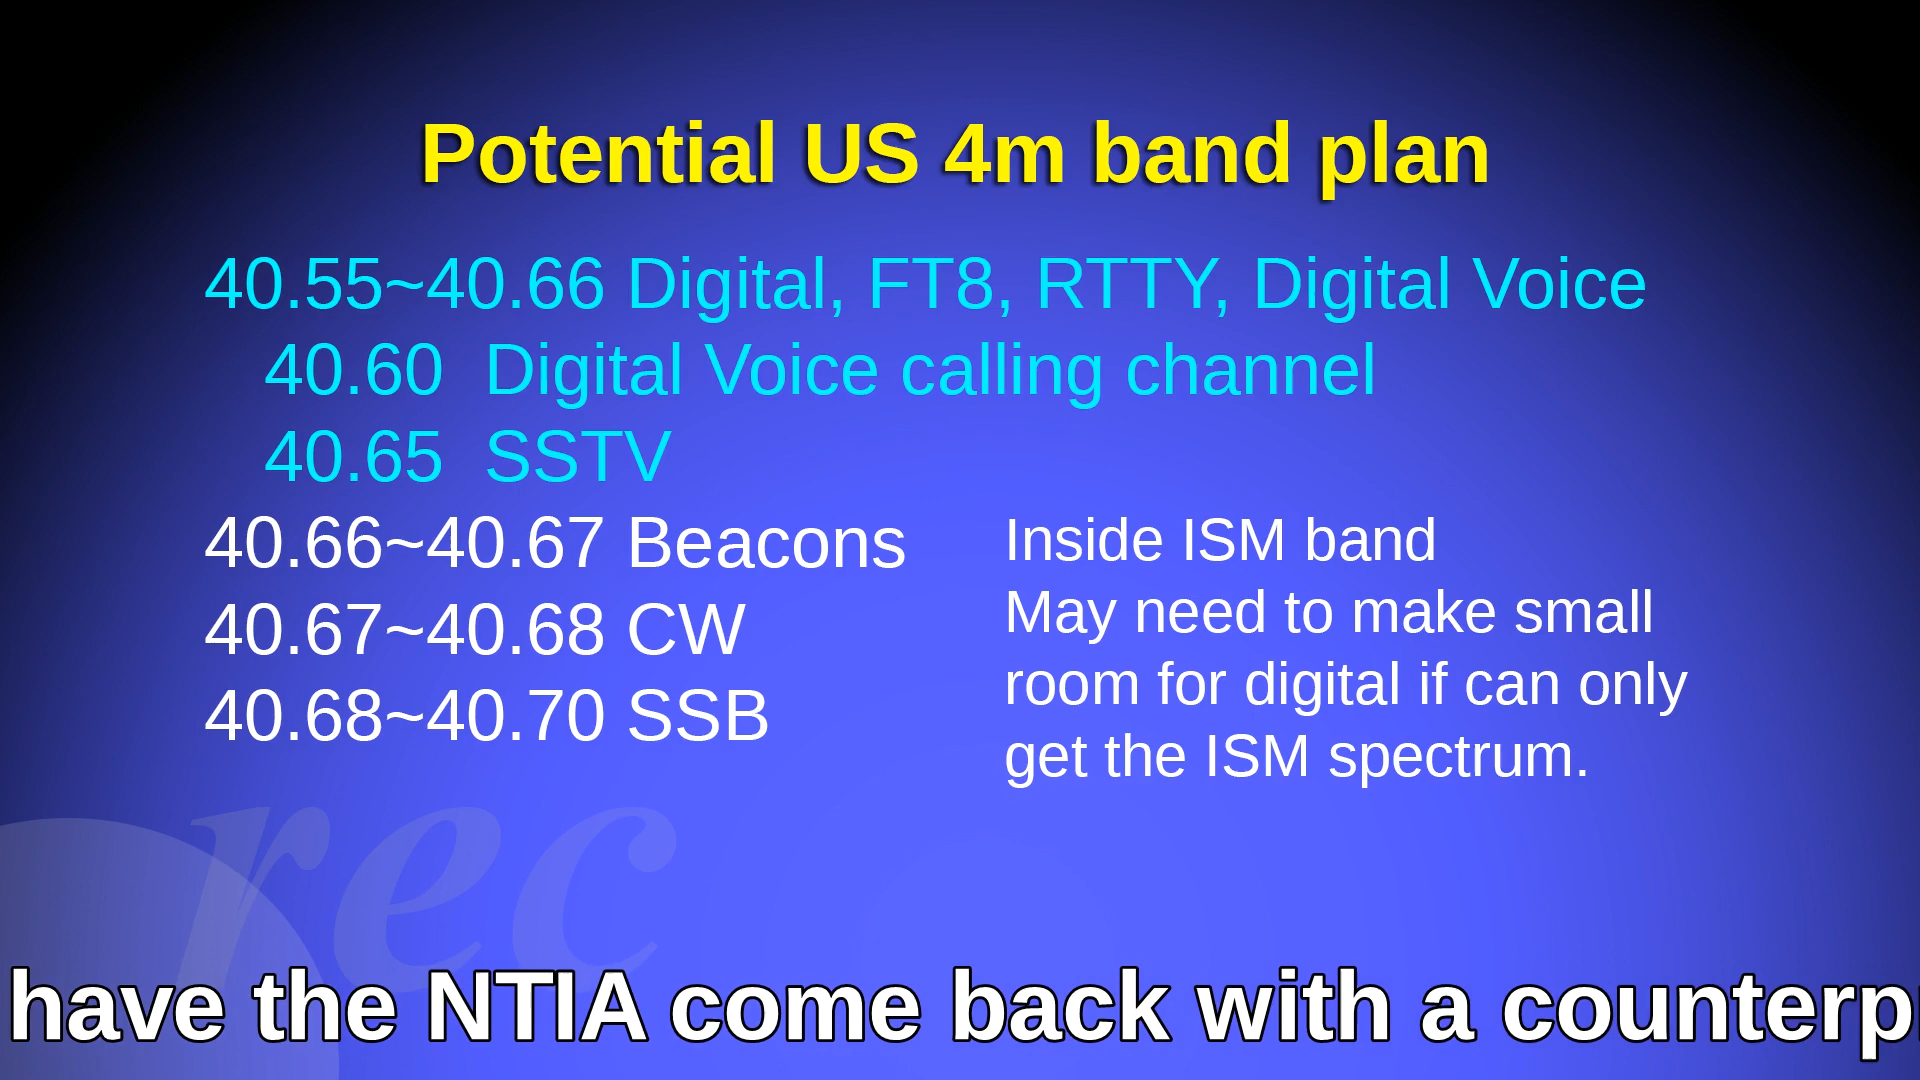 Potential US 4m band plan
40.55~40.66 Digital, FT8, RTTY, Digital Voice
40.60 Digital Voice calling channel
40.65 SSTV
40.66~40.67 Beacons
40.67~40.68 CW
40.68~40.70 SSB
Inside ISM band
May need to make small
room for digital if can only
get the ISM spectrum.
rec
have the NTIA come back with a counterp